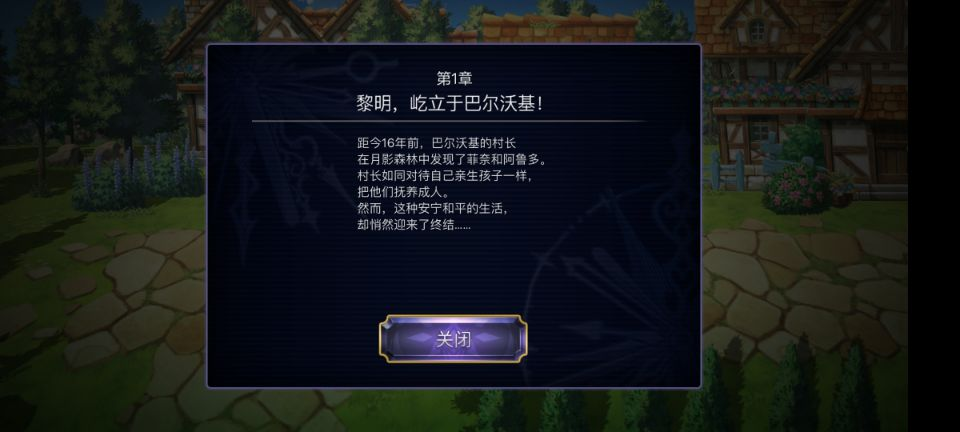 第1章
黎明，屹立于巴尔沃基！
距今16年前，巴尔沃基的村长
在月影森林中发现了菲奈和阿鲁多。
村长如同对待自己亲生孩子一样，
把他们抚养成人。
然而，这种安宁和平的生活，
却悄然迎来了终结……
关闭